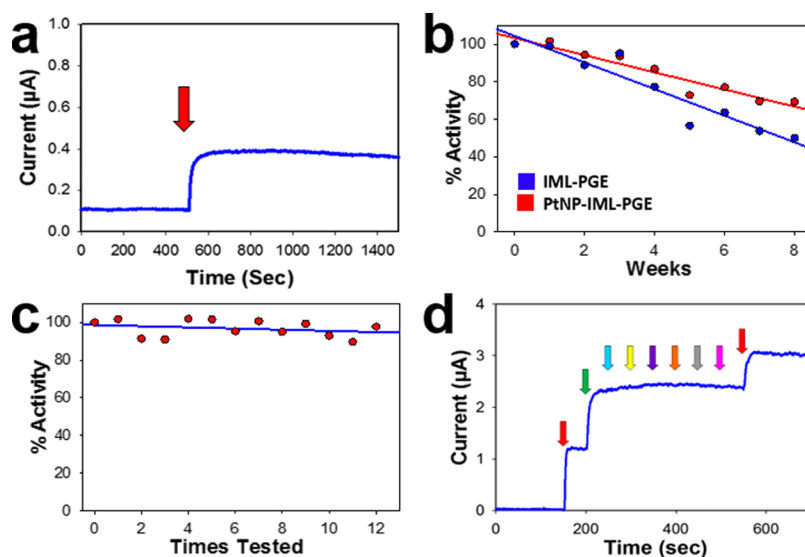 a
Current (µA)
1.0
0.8
0.6
0.4
0.2
0.0
0 200 400 600 800 1000 1400
Time (Sec)
b
% Activity
100
80
60
40
20
0
IML-PGE
PtNP-IML-PGE
0 2 4 6 8
Weeks
c
% Activity
100
80
60
40
20
0
0 2 4 6 8 10 12
Times Tested
d
Current (µA)
4
3
2
1
0
0 200 400 600
Time (sec)